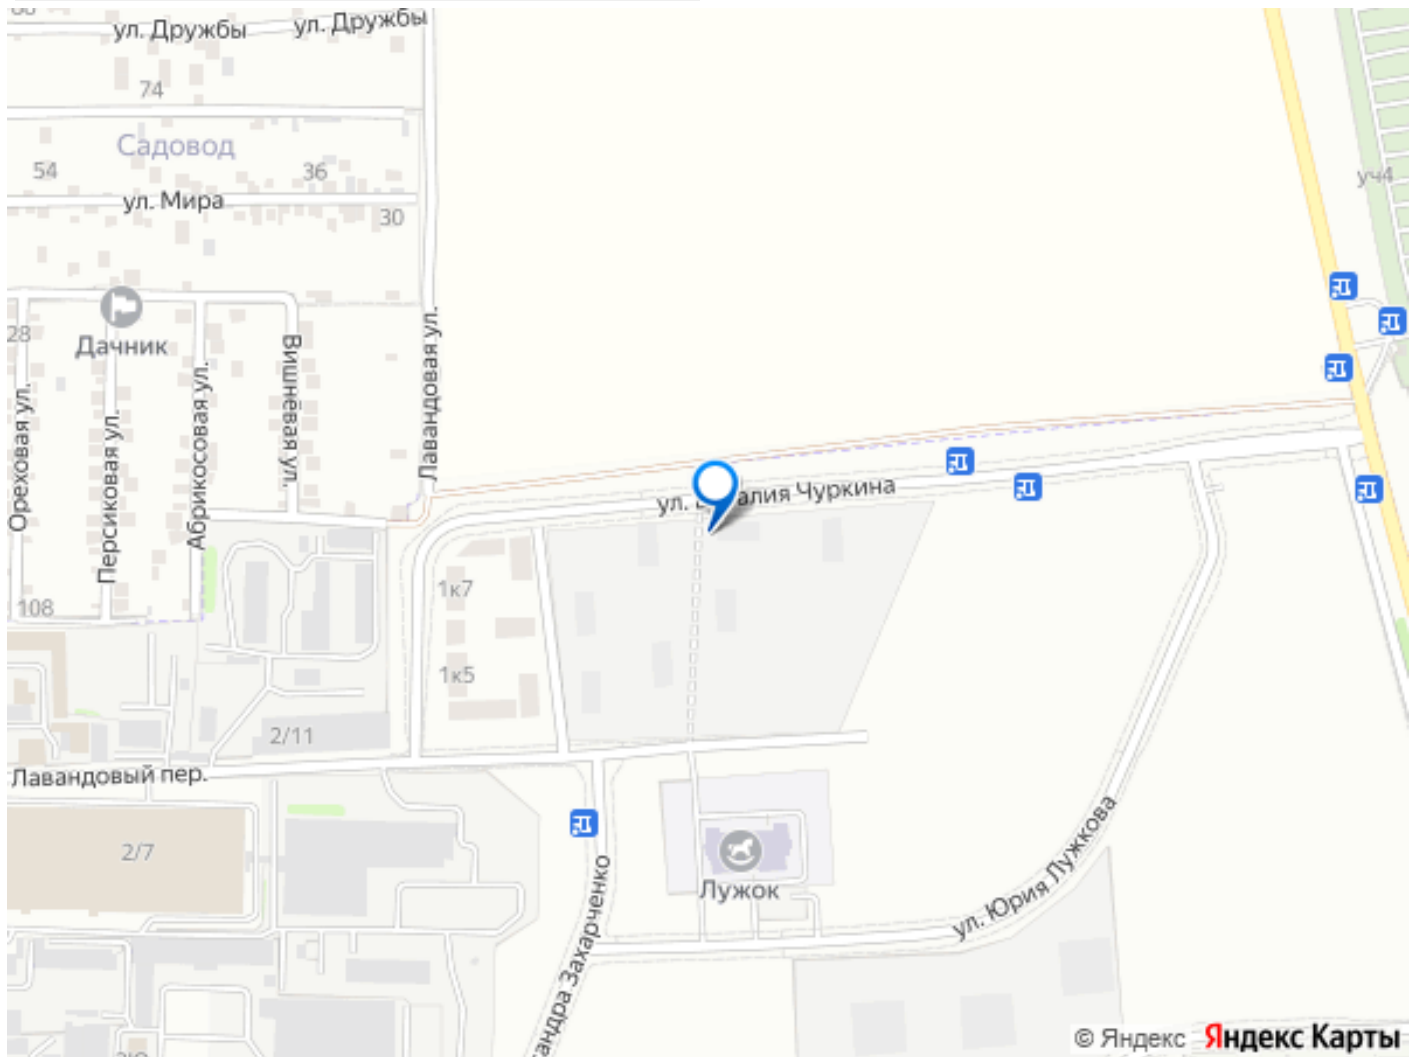 ул. Дружбы
ул. Дружбы
74
Садовод
54
36
уч4
ул. Мира
30
28
Дачник
Ореховая ул.
Персиковая ул.
Абрикосовая ул.
Вишнёвая ул.
Лавандовая ул.
ул. Виталия Чуркина
108
1к7
1к5
2/11
Лавандовый пер.
2/7
Лужок
ул. Юрия Лужкова
сандра Захарченко
© Яндекс Яндекс Карты